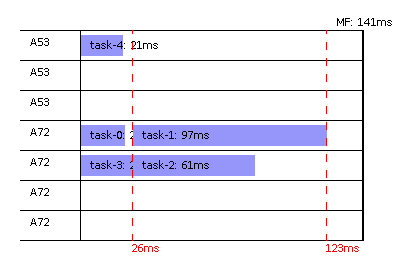 MF: 141ms
A53 task-4: 21ms
A53
A53
A72 task-0: 2 task-1: 97ms
A72 task-3: 2 task-2: 61ms
A72
A72
26ms 123ms